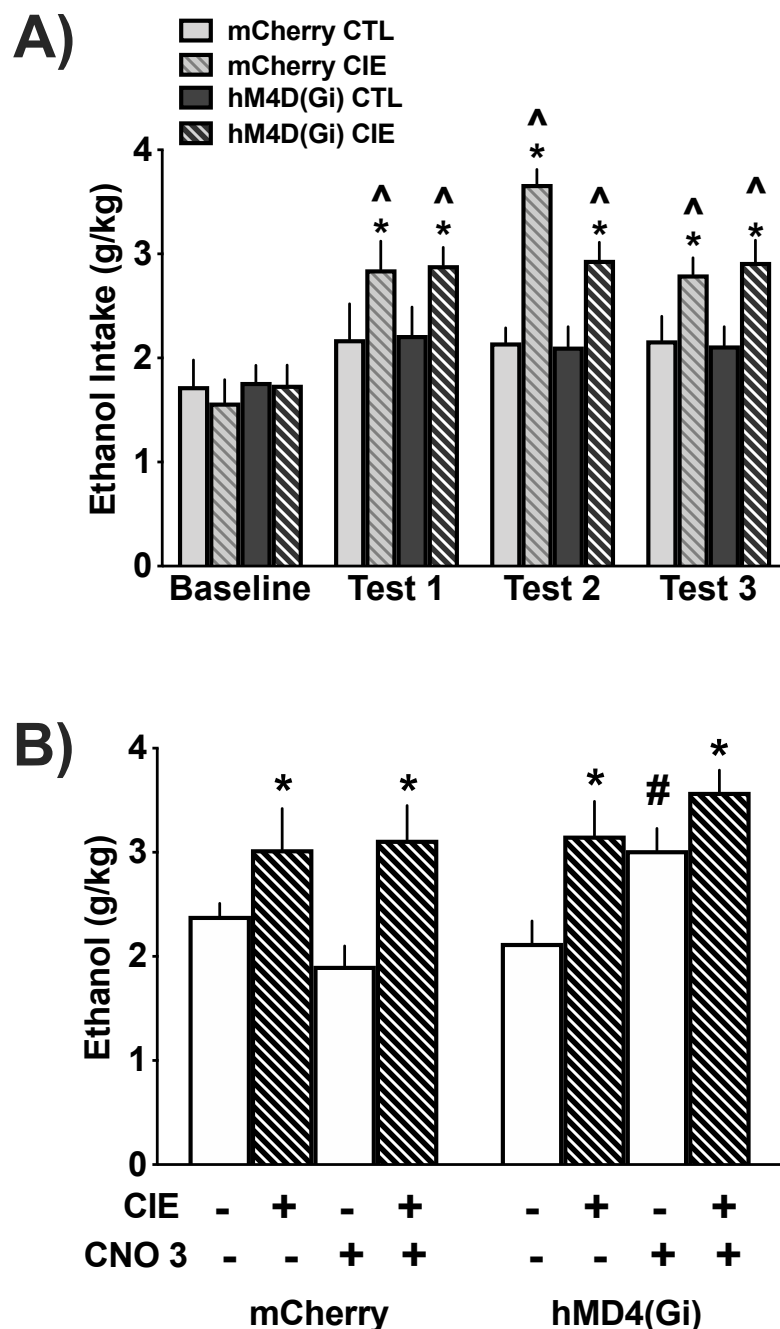 A)
mCherry CTL
mCherry CIE
hM4D(Gi) CTL
hM4D(Gi) CIE
Ethanol Intake (g/kg)
4
3
2
1
0
^ ^ ^ ^ ^ ^
* * * * * *
Baseline Test 1 Test 2 Test 3
B)
Ethanol (g/kg)
4
3
2
1
0
* * * # *
CIE - + - + - + - +
CNO 3 - - + + - - + +
mCherry hMD4(Gi)